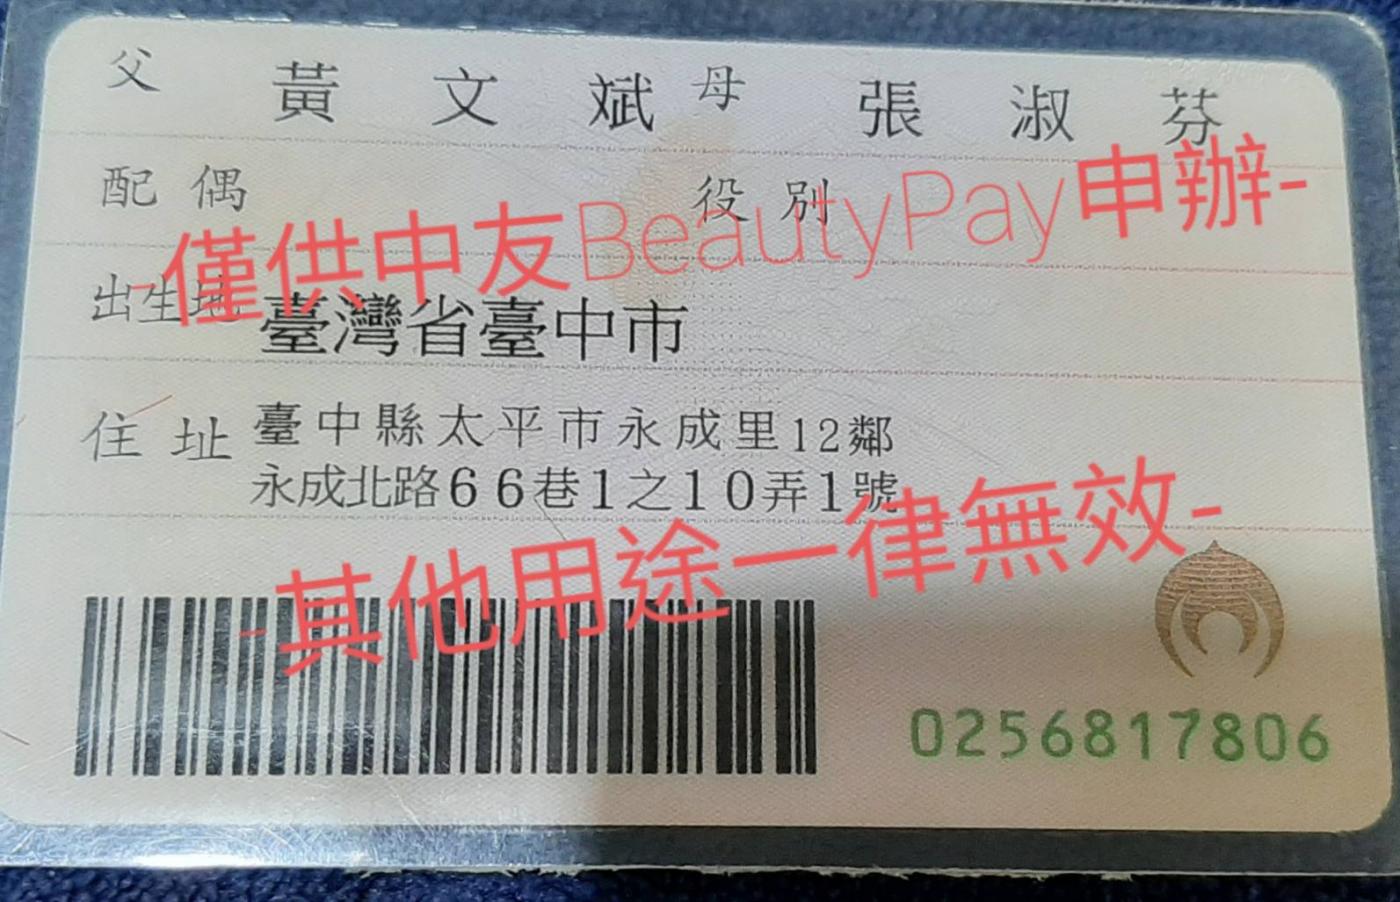 父 黃文斌 母 張淑芬
配偶 役別
-僅供中友BeautyPay申辦-
出生地 臺灣省臺中市
住址 臺中縣太平市永成里12鄰
永成北路66巷1之10弄1號
-其他用途一律無效-
0256817806